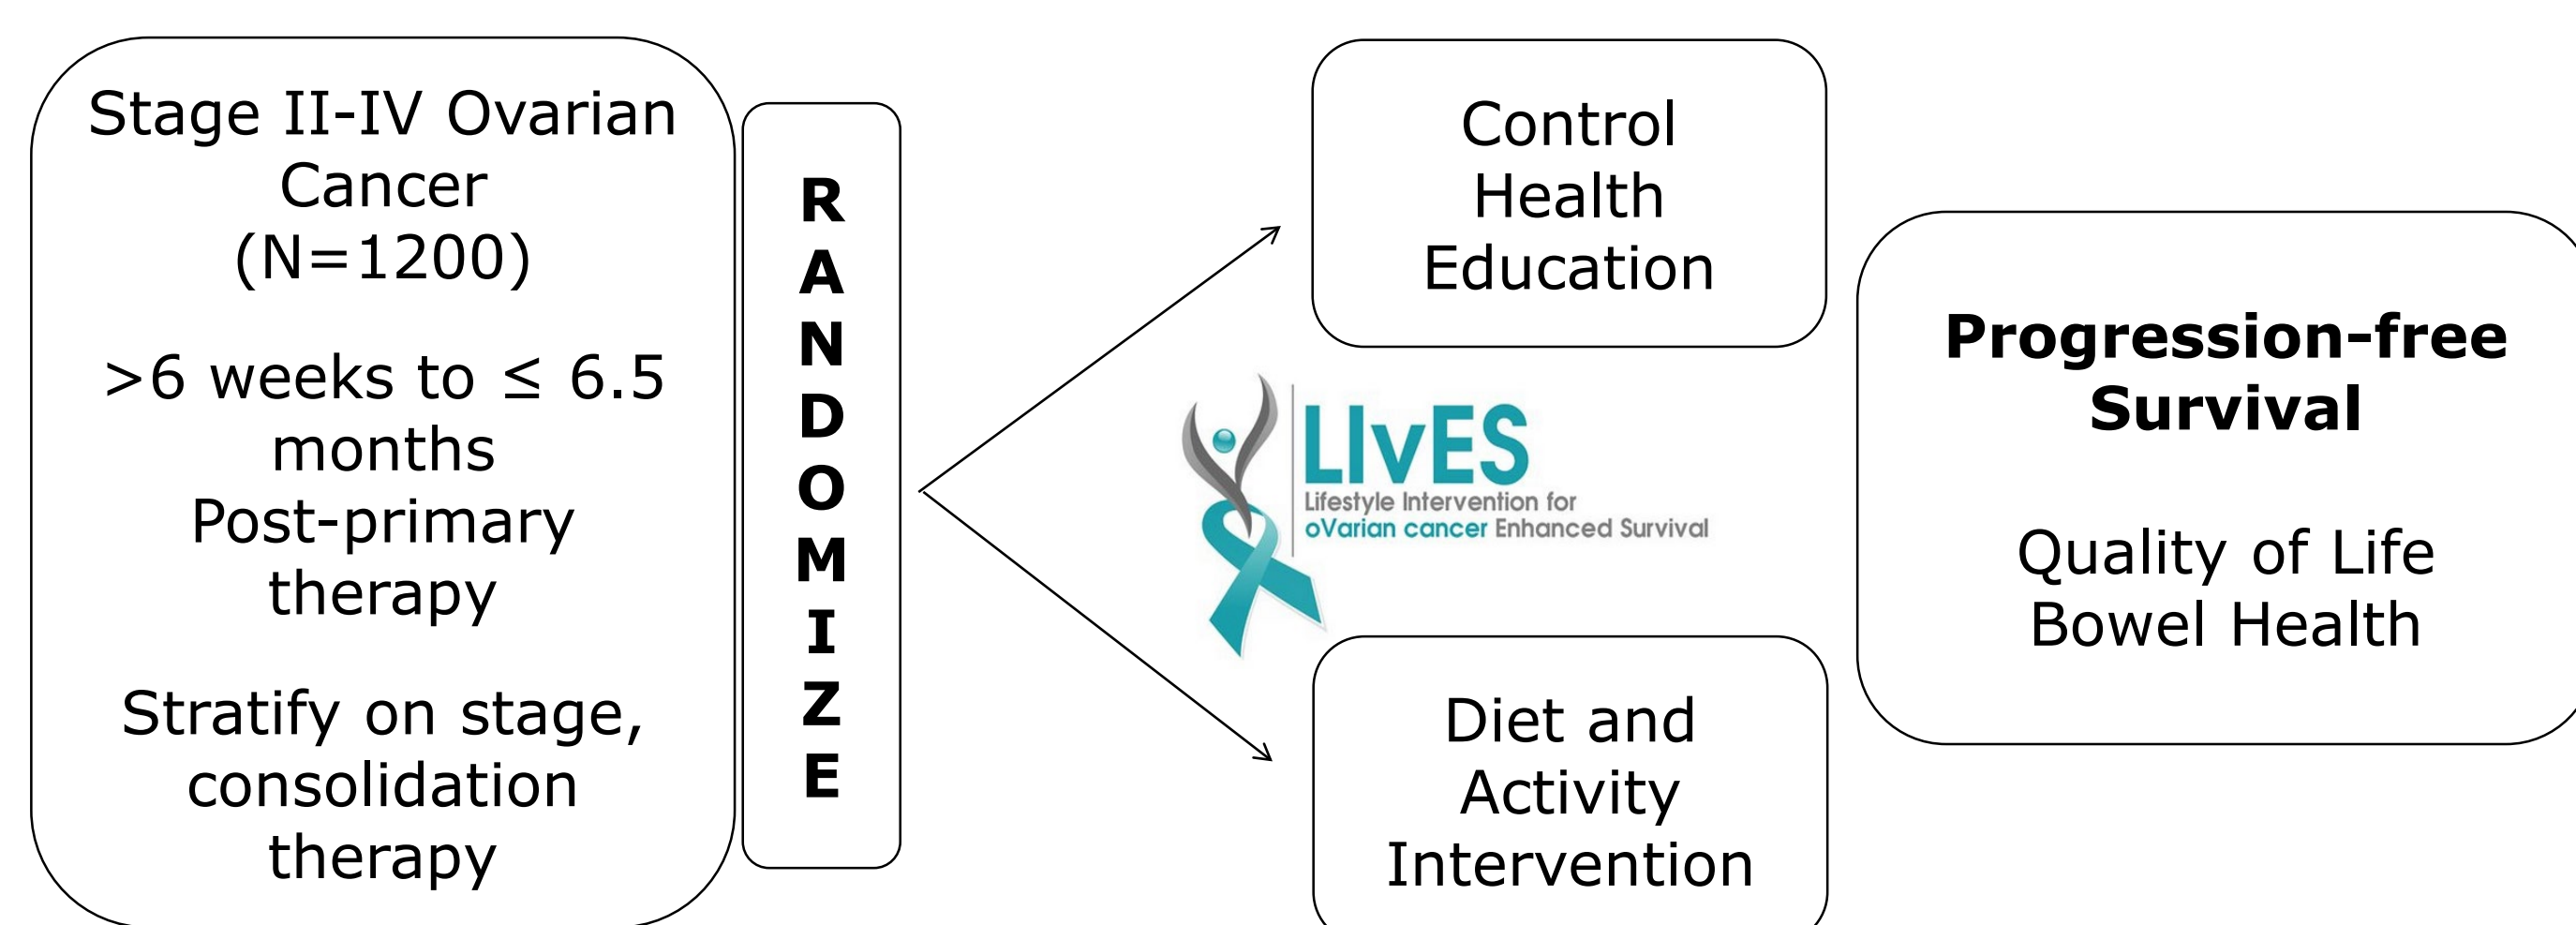 Stage II-IV Ovarian
Cancer
(N=1200)
>6 weeks to ≤ 6.5
months
Post-primary
therapy
Stratify on stage,
consolidation
therapy
R
A
N
D
O
M
I
Z
E
Control
Health
Education
LIvES
Lifestyle Intervention for
oVarian cancer Enhanced Survival
Diet and
Activity
Intervention
Progression-free
Survival
Quality of Life
Bowel Health